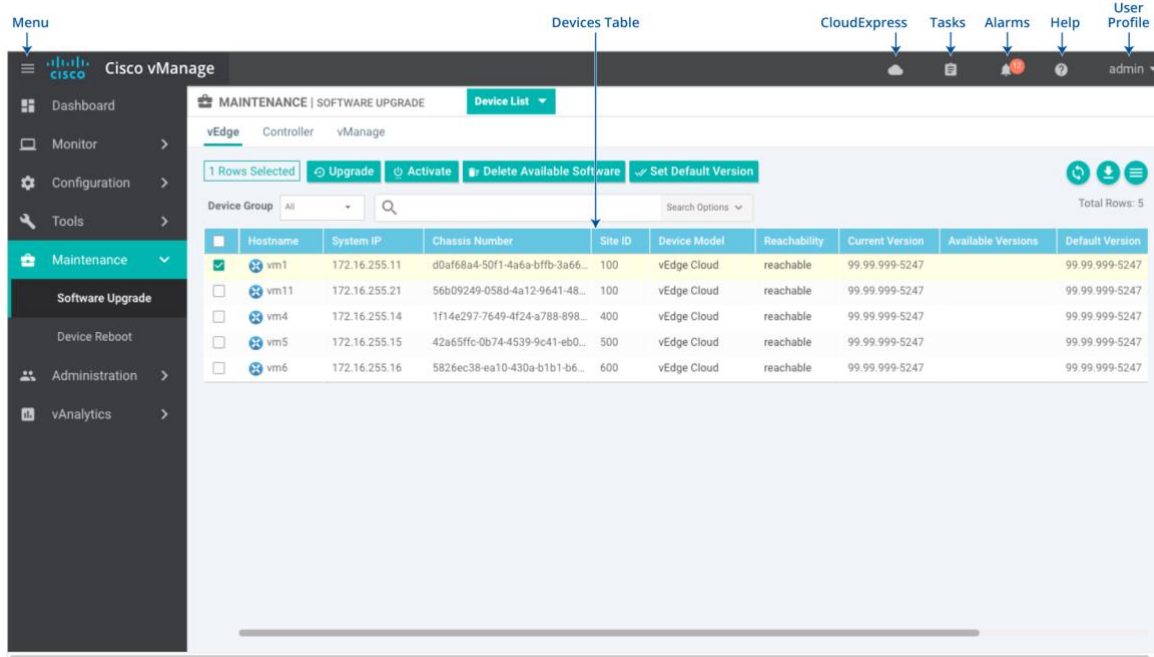 User
Menu Devices Table CloudExpress Tasks Alarms Help Profile
CISCO Cisco vManage 12 admin
Dashboard
Monitor
Configuration
Tools
Maintenance
Software Upgrade
Device Reboot
Administration
vAnalytics
MAINTENANCE | SOFTWARE UPGRADE Device List
vEdge Controller vManage
1 Rows Selected Upgrade Activate Delete Available Software Set Default Version
Device Group All Search Options Total Rows: 5
Hostname System IP Chassis Number Site ID Device Model Reachability Current Version Available Versions Default Version
vm1 172.16.255.11 d0af68a4-50f1-4a6a-bffb-3a66... 100 vEdge Cloud reachable 99.99.999-5247 99.99.999-5247
vm11 172.16.255.21 56b09249-058d-4a12-9641-48... 100 vEdge Cloud reachable 99.99.999-5247 99.99.999-5247
vm4 172.16.255.14 1f14e297-7649-4f24-a788-898... 400 vEdge Cloud reachable 99.99.999-5247 99.99.999-5247
vm5 172.16.255.15 42a65ffc-0b74-4539-9c41-eb0... 500 vEdge Cloud reachable 99.99.999-5247 99.99.999-5247
vm6 172.16.255.16 5826ec38-ea10-430a-b1b1-b6... 600 vEdge Cloud reachable 99.99.999-5247 99.99.999-5247